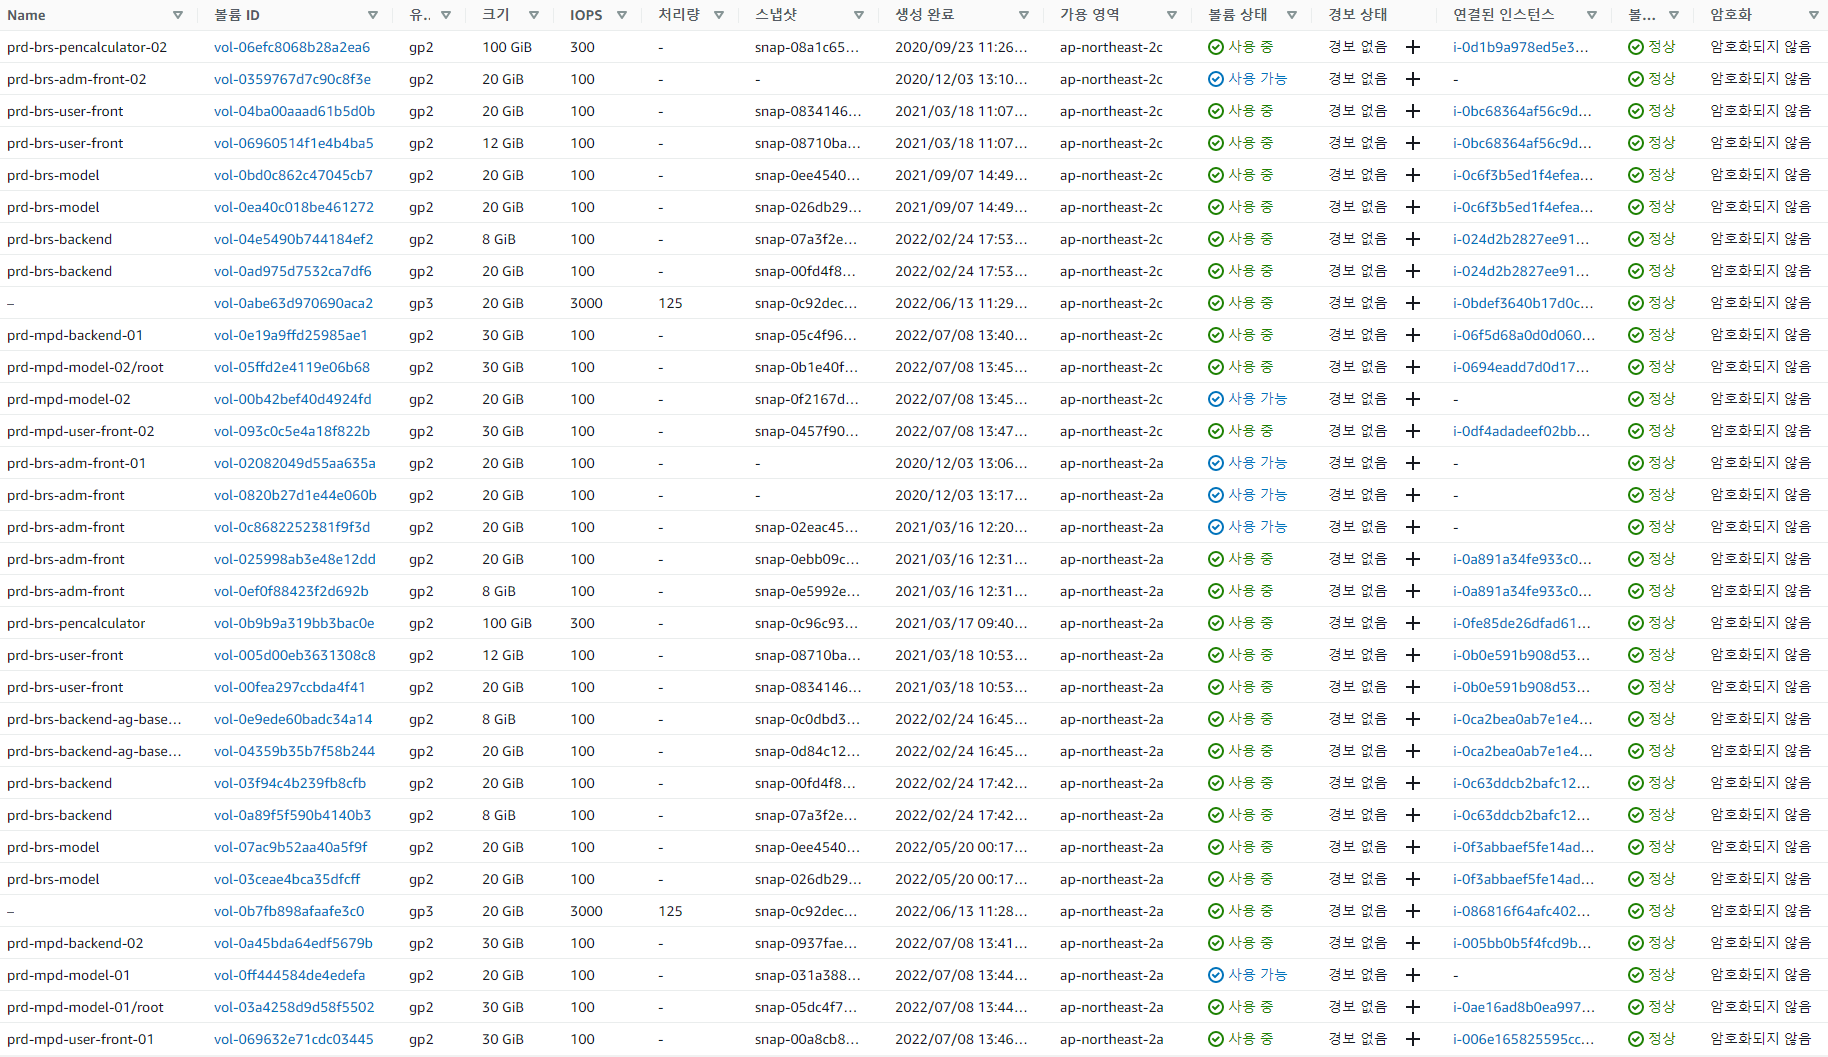 Name 볼륨 ID 유.. 크기 IOPS 처리량 스냅샷 생성 완료 가용 영역 볼륨 상태 경보 상태 연결된 인스턴스 볼... 암호화
prd-brs-pencalculator-02 vol-06efc8068b28a2ea6 gp2 100 GiB 300 - snap-08a1c65... 2020/09/23 11:26... ap-northeast-2c 사용 중 경보 없음 + i-0d1b9a978ed5e3... 정상 암호화되지 않음
prd-brs-adm-front-02 vol-0359767d7c90c8f3e gp2 20 GiB 100 - - 2020/12/03 13:10... ap-northeast-2c 사용 가능 경보 없음 + - 정상 암호화되지 않음
prd-brs-user-front vol-04ba00aaad61b5d0b gp2 20 GiB 100 - snap-0834146... 2021/03/18 11:07... ap-northeast-2c 사용 중 경보 없음 + i-0bc68364af56c9d... 정상 암호화되지 않음
prd-brs-user-front vol-06960514f1e4b4ba5 gp2 12 GiB 100 - snap-08710ba... 2021/03/18 11:07... ap-northeast-2c 사용 중 경보 없음 + i-0bc68364af56c9d... 정상 암호화되지 않음
prd-brs-model vol-0bd0c862c47045cb7 gp2 20 GiB 100 - snap-0ee4540... 2021/09/07 14:49... ap-northeast-2c 사용 중 경보 없음 + i-0c6f3b5ed1f4efea... 정상 암호화되지 않음
prd-brs-model vol-0ea40c018be461272 gp2 20 GiB 100 - snap-026db29... 2021/09/07 14:49... ap-northeast-2c 사용 중 경보 없음 + i-0c6f3b5ed1f4efea... 정상 암호화되지 않음
prd-brs-backend vol-04e5490b744184ef2 gp2 8 GiB 100 - snap-07a3f2e... 2022/02/24 17:53... ap-northeast-2c 사용 중 경보 없음 + i-024d2b2827ee91... 정상 암호화되지 않음
prd-brs-backend vol-0ad975d7532ca7df6 gp2 20 GiB 100 - snap-00fd4f8... 2022/02/24 17:53... ap-northeast-2c 사용 중 경보 없음 + i-024d2b2827ee91... 정상 암호화되지 않음
– vol-0abe63d970690aca2 gp3 20 GiB 3000 125 snap-0c92dec... 2022/06/13 11:29... ap-northeast-2c 사용 중 경보 없음 + i-0bdef3640b17d0c... 정상 암호화되지 않음
prd-mpd-backend-01 vol-0e19a9ffd25985ae1 gp2 30 GiB 100 - snap-05c4f96... 2022/07/08 13:40... ap-northeast-2c 사용 중 경보 없음 + i-06f5d68a0d0d060... 정상 암호화되지 않음
prd-mpd-model-02/root vol-05ffd2e4119e06b68 gp2 30 GiB 100 - snap-0b1e40f... 2022/07/08 13:45... ap-northeast-2c 사용 중 경보 없음 + i-0694eadd7d0d17... 정상 암호화되지 않음
prd-mpd-model-02 vol-00b42bef40d4924fd gp2 20 GiB 100 - snap-0f2167d... 2022/07/08 13:45... ap-northeast-2c 사용 가능 경보 없음 + - 정상 암호화되지 않음
prd-mpd-user-front-02 vol-093c0c5e4a18f822b gp2 30 GiB 100 - snap-0457f90... 2022/07/08 13:47... ap-northeast-2c 사용 중 경보 없음 + i-0df4adadeef02bb... 정상 암호화되지 않음
prd-brs-adm-front-01 vol-02082049d55aa635a gp2 20 GiB 100 - - 2020/12/03 13:06... ap-northeast-2a 사용 가능 경보 없음 + - 정상 암호화되지 않음
prd-brs-adm-front vol-0820b27d1e44e060b gp2 20 GiB 100 - - 2020/12/03 13:17... ap-northeast-2a 사용 가능 경보 없음 + - 정상 암호화되지 않음
prd-brs-adm-front vol-0c8682252381f9f3d gp2 20 GiB 100 - snap-02eac45... 2021/03/16 12:20... ap-northeast-2a 사용 가능 경보 없음 + - 정상 암호화되지 않음
prd-brs-adm-front vol-025998ab3e48e12dd gp2 20 GiB 100 - snap-0ebb09c... 2021/03/16 12:31... ap-northeast-2a 사용 중 경보 없음 + i-0a891a34fe933c0... 정상 암호화되지 않음
prd-brs-adm-front vol-0ef0f88423f2d692b gp2 8 GiB 100 - snap-0e5992e... 2021/03/16 12:31... ap-northeast-2a 사용 중 경보 없음 + i-0a891a34fe933c0... 정상 암호화되지 않음
prd-brs-pencalculator vol-0b9b9a319bb3bac0e gp2 100 GiB 300 - snap-0c96c93... 2021/03/17 09:40... ap-northeast-2a 사용 중 경보 없음 + i-0fe85de26dfad61... 정상 암호화되지 않음
prd-brs-user-front vol-005d00eb3631308c8 gp2 12 GiB 100 - snap-08710ba... 2021/03/18 10:53... ap-northeast-2a 사용 중 경보 없음 + i-0b0e591b908d53... 정상 암호화되지 않음
prd-brs-user-front vol-00fea297ccbda4f41 gp2 20 GiB 100 - snap-0834146... 2021/03/18 10:53... ap-northeast-2a 사용 중 경보 없음 + i-0b0e591b908d53... 정상 암호화되지 않음
prd-brs-backend-ag-base... vol-0e9ede60badc34a14 gp2 8 GiB 100 - snap-0c0dbd3... 2022/02/24 16:45... ap-northeast-2a 사용 중 경보 없음 + i-0ca2bea0ab7e1e4... 정상 암호화되지 않음
prd-brs-backend-ag-base... vol-04359b35b7f58b244 gp2 20 GiB 100 - snap-0d84c12... 2022/02/24 16:45... ap-northeast-2a 사용 중 경보 없음 + i-0ca2bea0ab7e1e4... 정상 암호화되지 않음
prd-brs-backend vol-03f94c4b239fb8cfb gp2 20 GiB 100 - snap-00fd4f8... 2022/02/24 17:42... ap-northeast-2a 사용 중 경보 없음 + i-0c63ddcb2bafc12... 정상 암호화되지 않음
prd-brs-backend vol-0a89f5f590b4140b3 gp2 8 GiB 100 - snap-07a3f2e... 2022/02/24 17:42... ap-northeast-2a 사용 중 경보 없음 + i-0c63ddcb2bafc12... 정상 암호화되지 않음
prd-brs-model vol-07ac9b52aa40a5f9f gp2 20 GiB 100 - snap-0ee4540... 2022/05/20 00:17... ap-northeast-2a 사용 중 경보 없음 + i-0f3abbaef5fe14ad... 정상 암호화되지 않음
prd-brs-model vol-03ceae4bca35dfcff gp2 20 GiB 100 - snap-026db29... 2022/05/20 00:17... ap-northeast-2a 사용 중 경보 없음 + i-0f3abbaef5fe14ad... 정상 암호화되지 않음
– vol-0b7fb898afaafe3c0 gp3 20 GiB 3000 125 snap-0c92dec... 2022/06/13 11:28... ap-northeast-2a 사용 중 경보 없음 + i-086816f64afc402... 정상 암호화되지 않음
prd-mpd-backend-02 vol-0a45bda64edf5679b gp2 30 GiB 100 - snap-0937fae... 2022/07/08 13:41... ap-northeast-2a 사용 중 경보 없음 + i-005bb0b5f4fcd9b... 정상 암호화되지 않음
prd-mpd-model-01 vol-0ff444584de4edefa gp2 20 GiB 100 - snap-031a388... 2022/07/08 13:44... ap-northeast-2a 사용 가능 경보 없음 + - 정상 암호화되지 않음
prd-mpd-model-01/root vol-03a4258d9d58f5502 gp2 30 GiB 100 - snap-05dc4f7... 2022/07/08 13:44... ap-northeast-2a 사용 중 경보 없음 + i-0ae16ad8b0ea997... 정상 암호화되지 않음
prd-mpd-user-front-01 vol-069632e71cdc03445 gp2 30 GiB 100 - snap-00a8cb8... 2022/07/08 13:46... ap-northeast-2a 사용 중 경보 없음 + i-006e165825595cc... 정상 암호화되지 않음